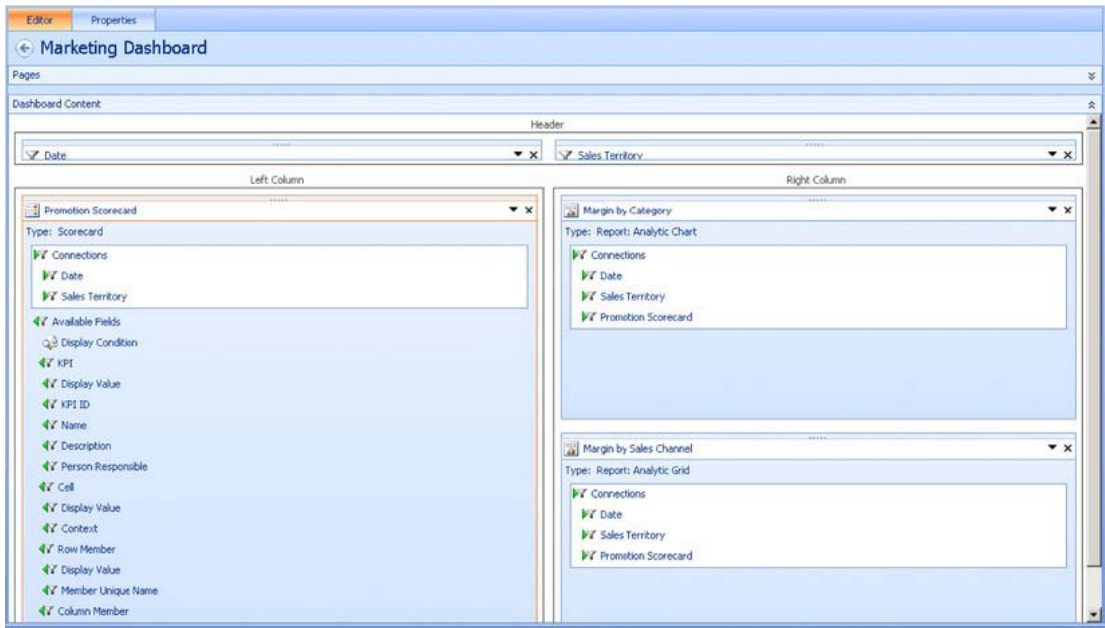 Editor Properties
Marketing Dashboard
Pages
Dashboard Content
Header
Date
Sales Territory
Left Column
Promotion Scorecard
Type: Scorecard
Connections
Date
Sales Territory
Available Fields
Display Condition
KPI
Display Value
KPI ID
Name
Description
Person Responsible
Cell
Display Value
Context
Row Member
Display Value
Member Unique Name
Column Member
Right Column
Margin by Category
Type: Report: Analytic Chart
Connections
Date
Sales Territory
Promotion Scorecard
Margin by Sales Channel
Type: Report: Analytic Grid
Connections
Date
Sales Territory
Promotion Scorecard